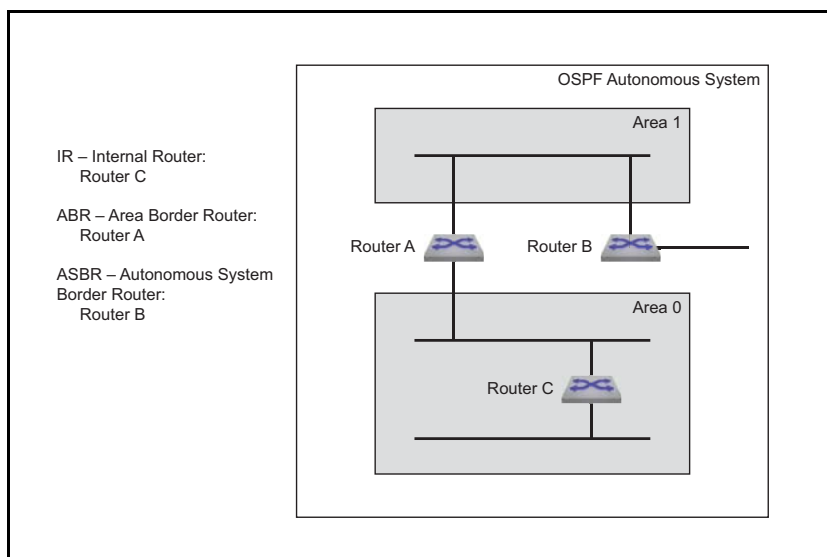 OSPF Autonomous System
Area 1
IR – Internal Router:
Router C
ABR – Area Border Router:
Router A
ASBR – Autonomous System
Border Router:
Router B
Router A
Router B
Area 0
Router C